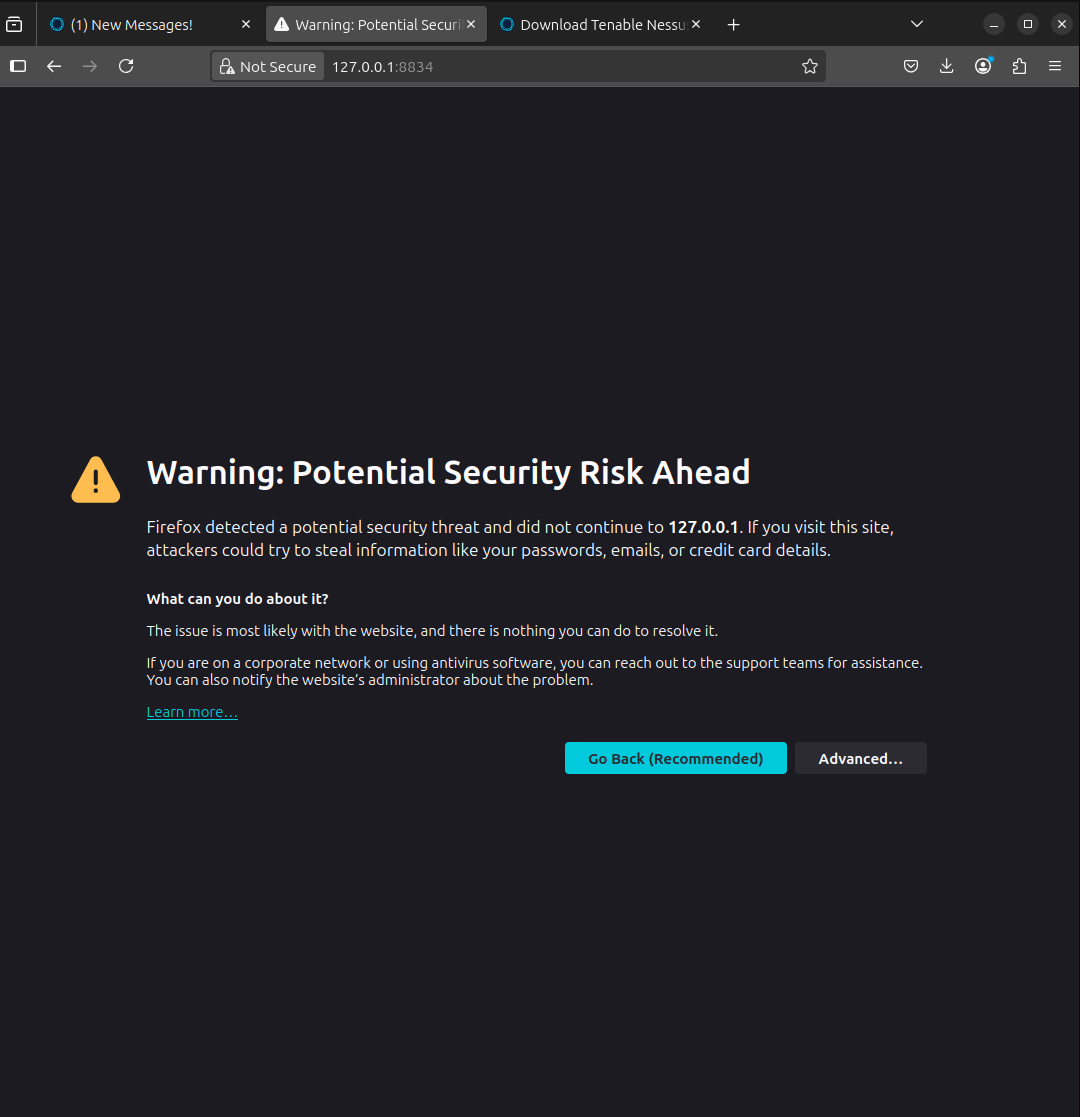 (1) New Messages!
Warning: Potential Securi
Download Tenable Nessu
Not Secure
127.0.0.1:8834
Warning: Potential Security Risk Ahead
Firefox detected a potential security threat and did not continue to 127.0.0.1. If you visit this site,
attackers could try to steal information like your passwords, emails, or credit card details.
What can you do about it?
The issue is most likely with the website, and there is nothing you can do to resolve it.
If you are on a corporate network or using antivirus software, you can reach out to the support teams for assistance.
You can also notify the website’s administrator about the problem.
Learn more…
Go Back (Recommended)
Advanced…